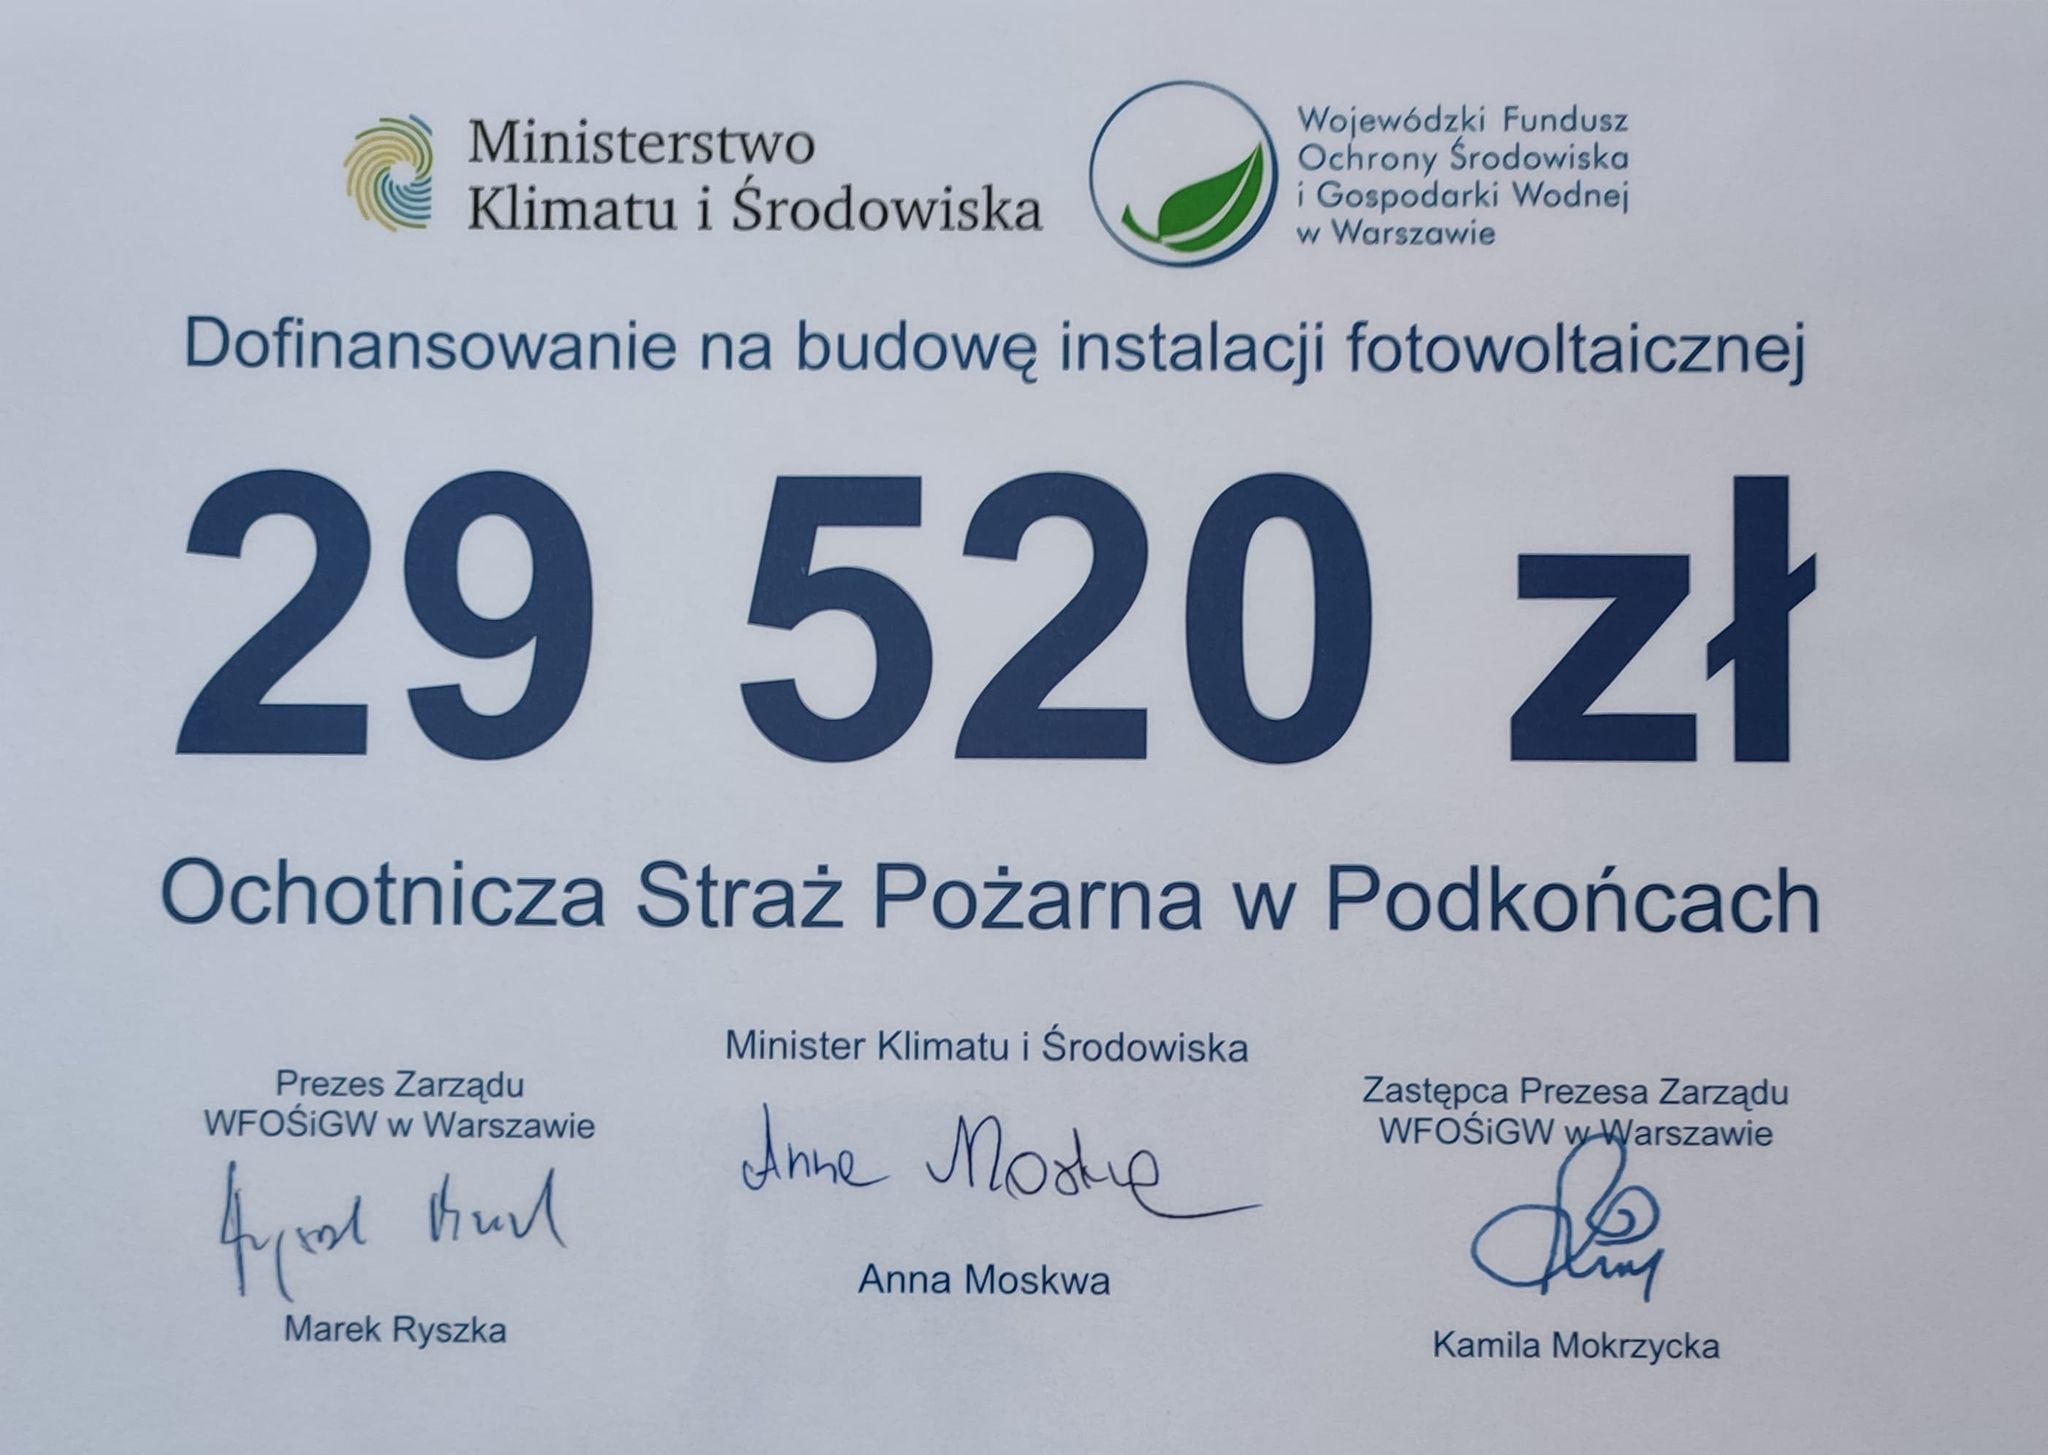 Ministerstwo
Klimatu i Środowiska
Wojewódzki Fundusz
Ochrony Środowiska
i Gospodarki Wodnej
w Warszawie
Dofinansowanie na budowę instalacji fotowoltaicznej
29 520 zł
Ochotnicza Straż Pożarna w Podkońcach
Prezes Zarządu
WFOŚiGW w Warszawie
Marek Ryszka
Minister Klimatu i Środowiska
Anna Moskwa
Anna Moskwa
Zastępca Prezesa Zarządu
WFOŚiGW w Warszawie
Kamila Mokrzycka